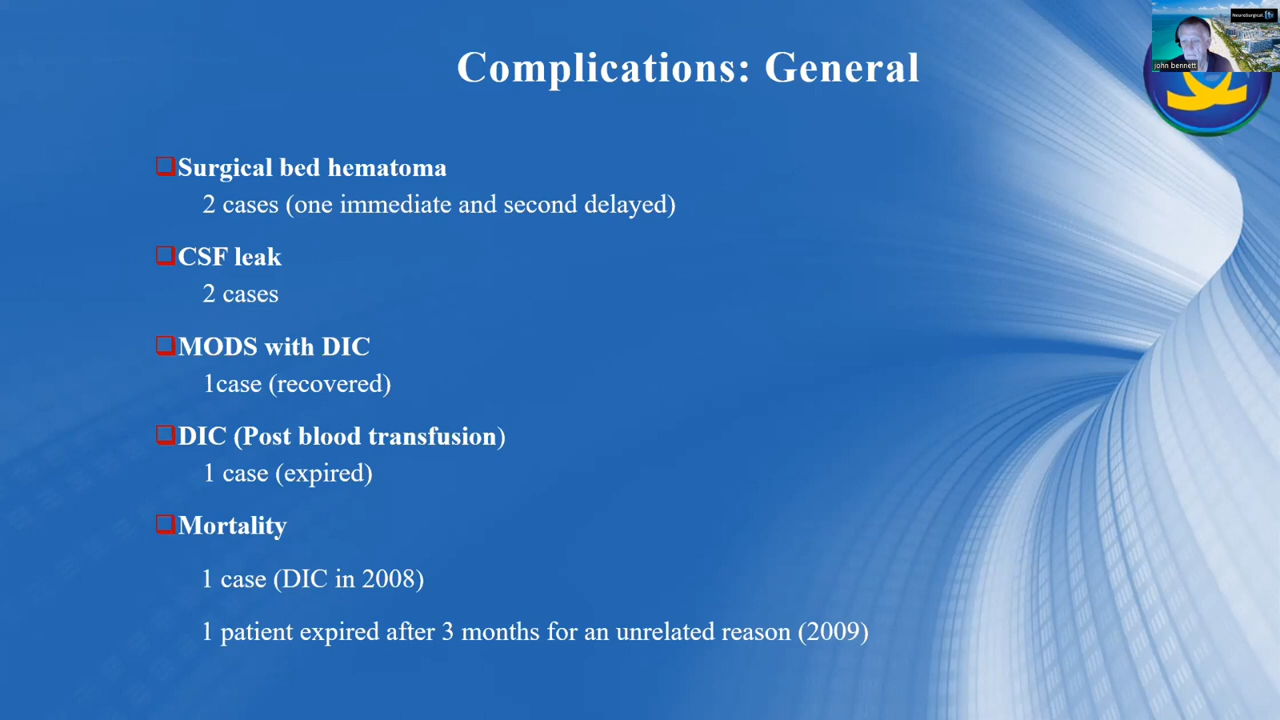 Complications: General
Neurosurgical
john bennett
❑Surgical bed hematoma
2 cases (one immediate and second delayed)
❑CSF leak
2 cases
❑MODS with DIC
1case (recovered)
❑DIC (Post blood transfusion)
1 case (expired)
❑Mortality
1 case (DIC in 2008)
1 patient expired after 3 months for an unrelated reason (2009)